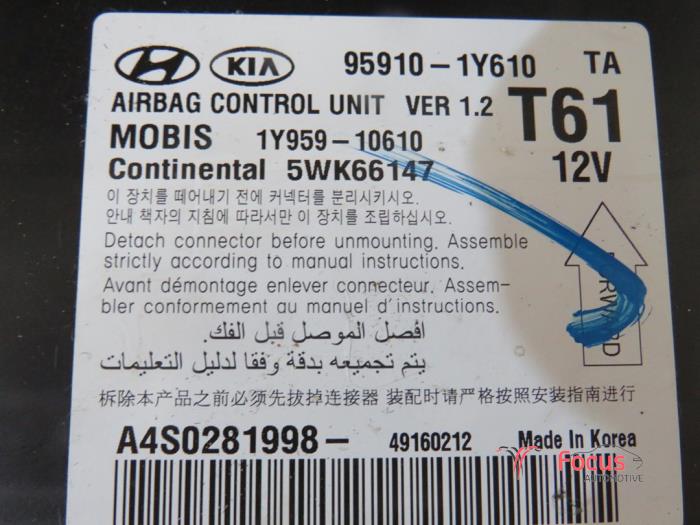 HYUNDAI KIA 95910-1Y610 TA
AIRBAG CONTROL UNIT VER 1.2 T61
MOBIS 1Y959-10610
Continental 5WK66147 12V
이 장치를 떼어내기 전에 커넥터를 분리시키시오.
안내 책자의 지침에 따라서만 이 장치를 조립하십시오.
Detach connector before unmounting. Assemble
strictly according to manual instructions.
Avant démontage enlever connecteur. Assem-
bler conformement au manuel d'instructions.
FORWARD
افصل الموصل قبل الفك.
يتم تجميعه بدقة وفقا لدليل التعليمات
拆除本产品之前必须先拔掉连接器 装配时请严格按照安装指南进行
A4S0281998- 49160212 Made In Korea
Focus
AUTOMOTIVE